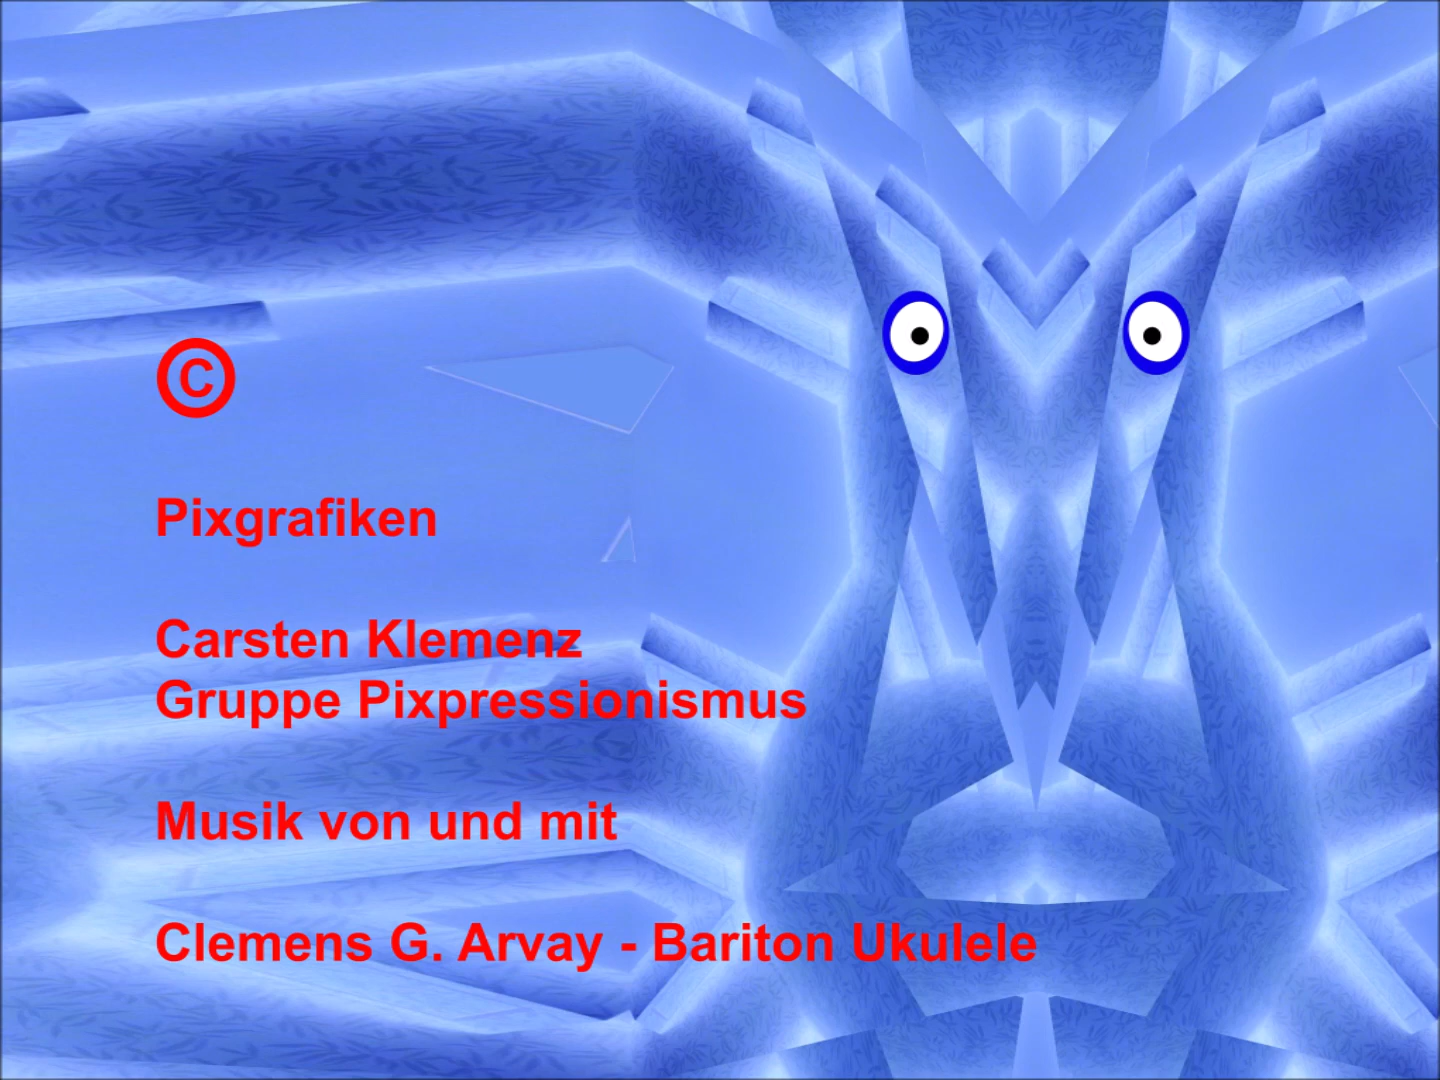 ©
Pixgrafiken
Carsten Klemenz
Gruppe Pixpressionismus
Musik von und mit
Clemens G. Arvay - Bariton Ukulele